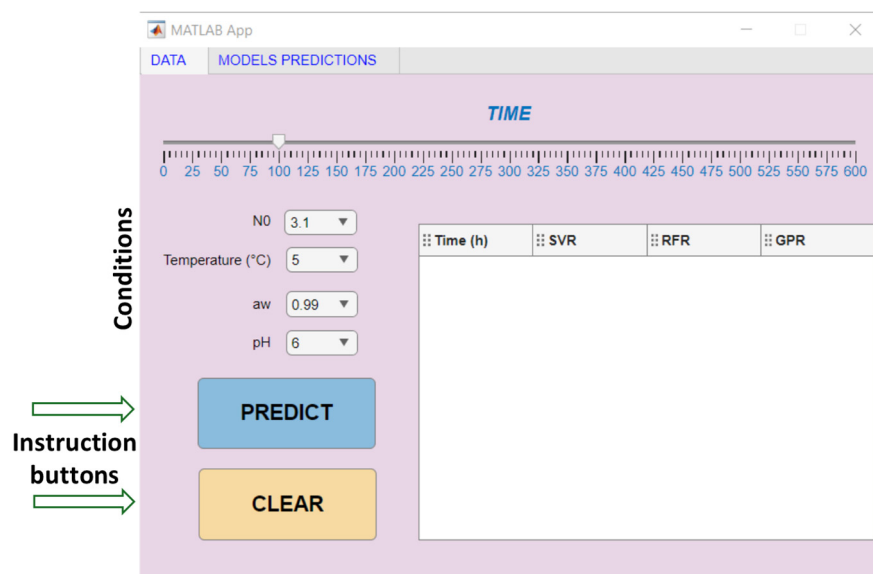 MATLAB App
DATA MODELS PREDICTIONS
TIME
0 25 50 75 100 125 150 175 200 225 250 275 300 325 350 375 400 425 450 475 500 525 550 575 600
Conditions
N0 3.1
Temperature (°C) 5
aw 0.99
pH 6
Time (h) SVR RFR GPR
PREDICT
Instruction
buttons
CLEAR